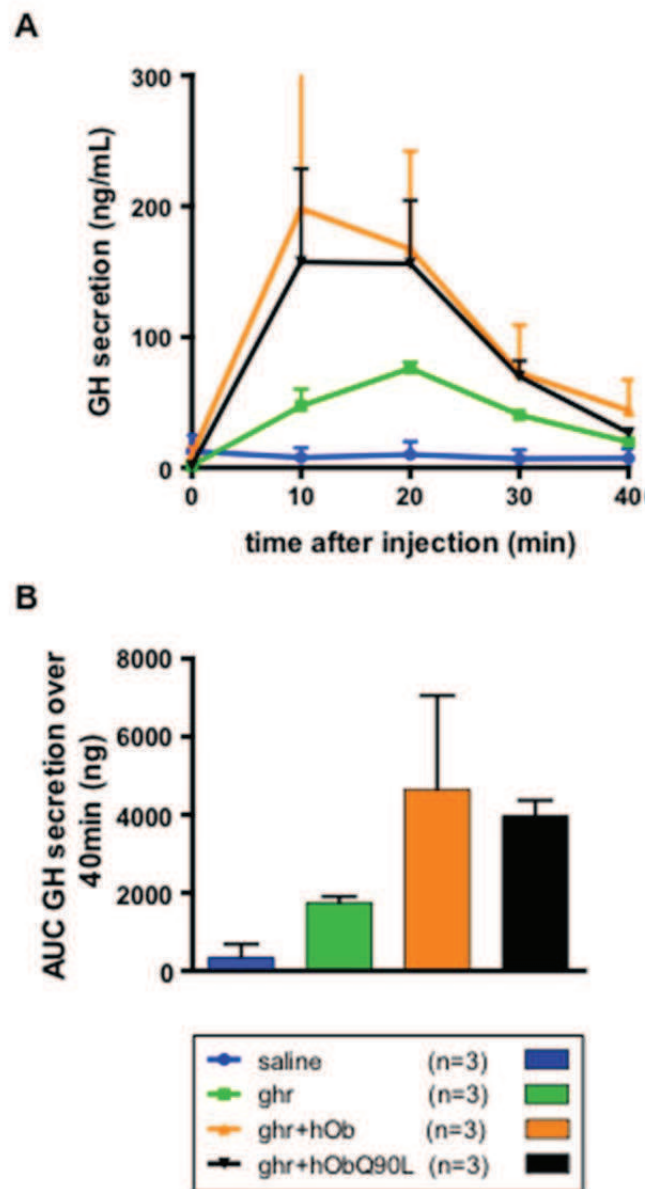 A
GH secretion (ng/mL)
300
200
100
0
0 10 20 30 40
time after injection (min)
B
AUC GH secretion over
40min (ng)
8000
6000
4000
2000
0
saline (n=3)
ghr (n=3)
ghr+hOb (n=3)
ghr+hObQ90L (n=3)